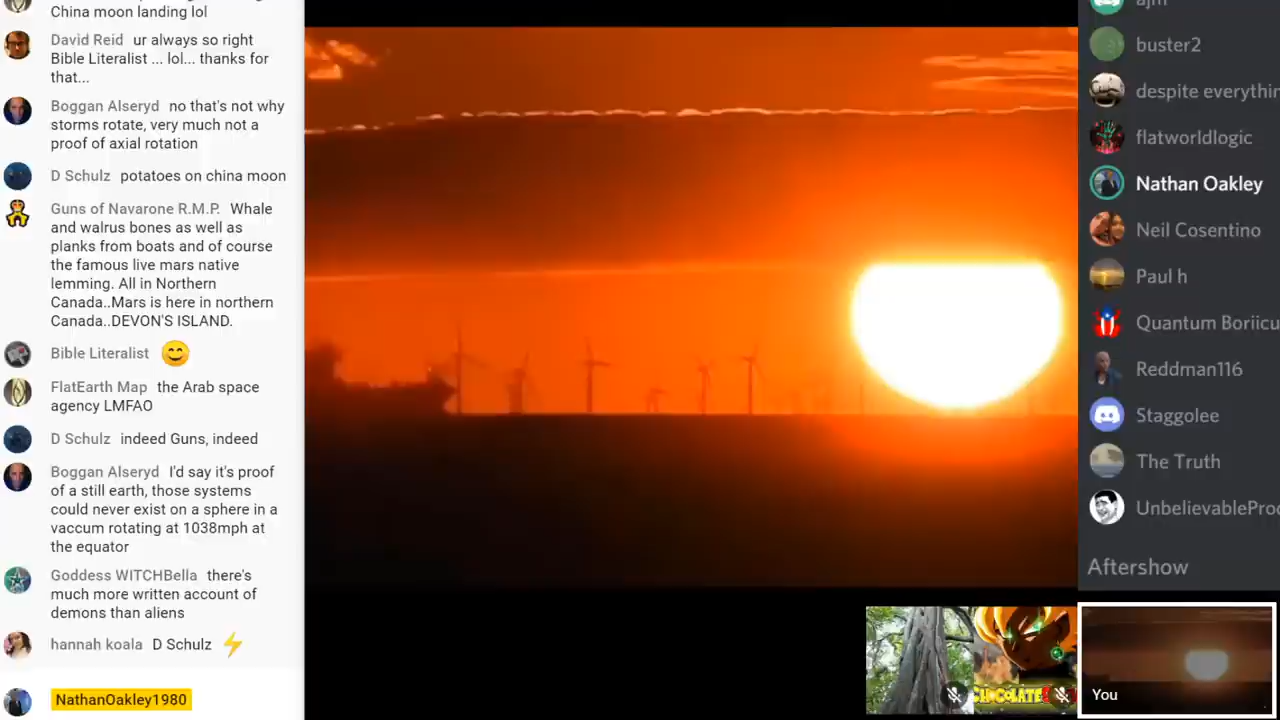 China moon landing lol
David Reid ur always so right
Bible Literalist ... lol... thanks for
that...
Boggan Alseryd no that's not why
storms rotate, very much not a
proof of axial rotation
D Schulz potatoes on china moon
Guns of Navarone R.M.P. Whale
and walrus bones as well as
planks from boats and of course
the famous live mars native
lemming. All in Northern
Canada..Mars is here in northern
Canada..DEVON'S ISLAND.
Bible Literalist
FlatEarth Map the Arab space
agency LMFAO
D Schulz indeed Guns, indeed
Boggan Alseryd I'd say it's proof
of a still earth, those systems
could never exist on a sphere in a
vaccum rotating at 1038mph at
the equator
Goddess WITCHBella there's
much more written account of
demons than aliens
hannah koala D Schulz
NathanOakley1980
ajm
buster2
despite everythin
flatworldlogic
Nathan Oakley
Neil Cosentino
Paul h
Quantum Boriicu
Reddman116
Staggolee
The Truth
UnbelievablePro
Aftershow
You